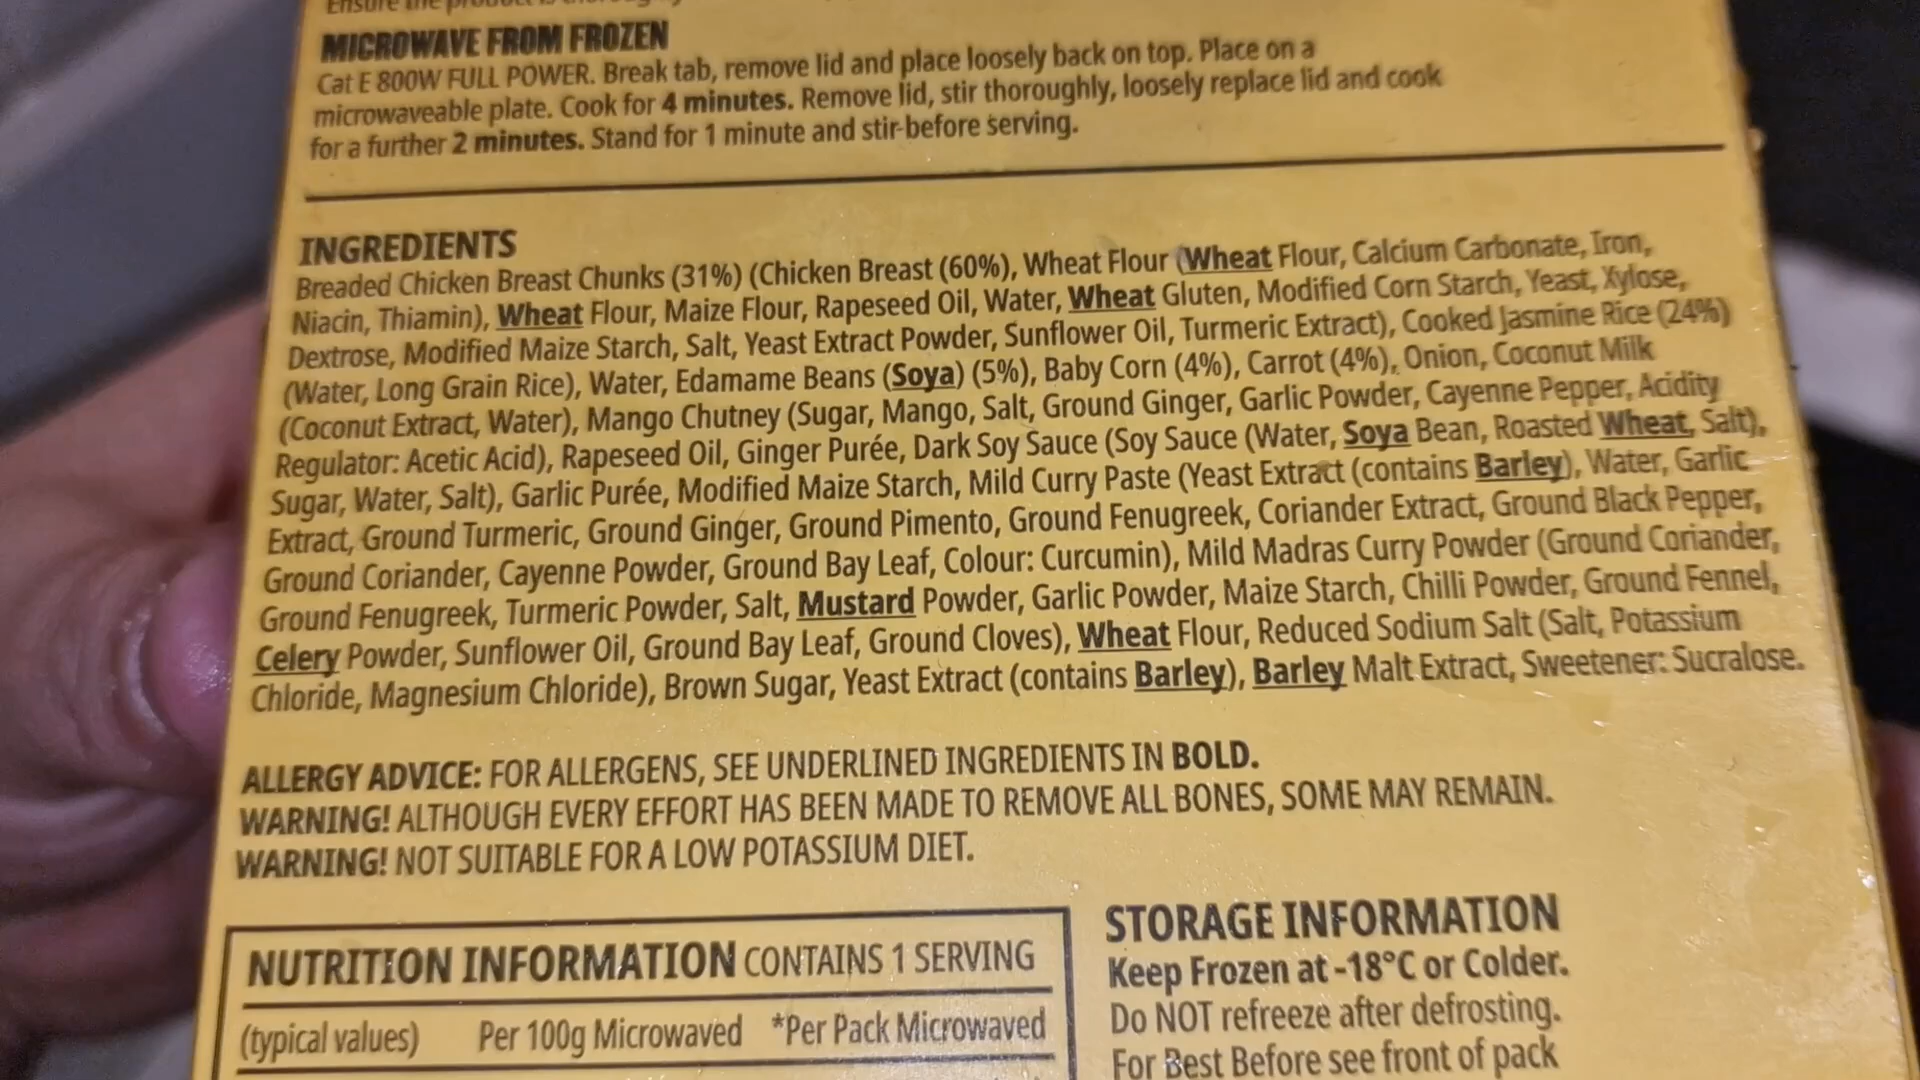 Ensure the product is thoroughly
MICROWAVE FROM FROZEN
Cat E 800W FULL POWER. Break tab, remove lid and place loosely back on top. Place on a
microwaveable plate. Cook for 4 minutes. Remove lid, stir thoroughly, loosely replace lid and cook
for a further 2 minutes. Stand for 1 minute and stir before serving.
INGREDIENTS
Breaded Chicken Breast Chunks (31%) (Chicken Breast (60%), Wheat Flour (Wheat Flour, Calcium Carbonate, Iron,
Niacin, Thiamin), Wheat Flour, Maize Flour, Rapeseed Oil, Water, Wheat Gluten, Modified Corn Starch, Yeast, Xylose,
Dextrose, Modified Maize Starch, Salt, Yeast Extract Powder, Sunflower Oil, Turmeric Extract), Cooked Jasmine Rice (24%)
(Water, Long Grain Rice), Water, Edamame Beans (Soya) (5%), Baby Corn (4%), Carrot (4%), Onion, Coconut Milk
(Coconut Extract, Water), Mango Chutney (Sugar, Mango, Salt, Ground Ginger, Garlic Powder, Cayenne Pepper, Acidity
Regulator: Acetic Acid), Rapeseed Oil, Ginger Purée, Dark Soy Sauce (Soy Sauce (Water, Soya Bean, Roasted Wheat, Salt),
Sugar, Water, Salt), Garlic Purée, Modified Maize Starch, Mild Curry Paste (Yeast Extract (contains Barley), Water, Garlic
Extract, Ground Turmeric, Ground Ginger, Ground Pimento, Ground Fenugreek, Coriander Extract, Ground Black Pepper,
Ground Coriander, Cayenne Powder, Ground Bay Leaf, Colour: Curcumin), Mild Madras Curry Powder (Ground Coriander,
Ground Fenugreek, Turmeric Powder, Salt, Mustard Powder, Garlic Powder, Maize Starch, Chilli Powder, Ground Fennel,
Celery Powder, Sunflower Oil, Ground Bay Leaf, Ground Cloves), Wheat Flour, Reduced Sodium Salt (Salt, Potassium
Chloride, Magnesium Chloride), Brown Sugar, Yeast Extract (contains Barley), Barley Malt Extract, Sweetener: Sucralose.
ALLERGY ADVICE: FOR ALLERGENS, SEE UNDERLINED INGREDIENTS IN BOLD.
WARNING! ALTHOUGH EVERY EFFORT HAS BEEN MADE TO REMOVE ALL BONES, SOME MAY REMAIN.
WARNING! NOT SUITABLE FOR A LOW POTASSIUM DIET.
NUTRITION INFORMATION CONTAINS 1 SERVING
(typical values) Per 100g Microwaved *Per Pack Microwaved
STORAGE INFORMATION
Keep Frozen at -18°C or Colder.
Do NOT refreeze after defrosting.
For Best Before see front of pack